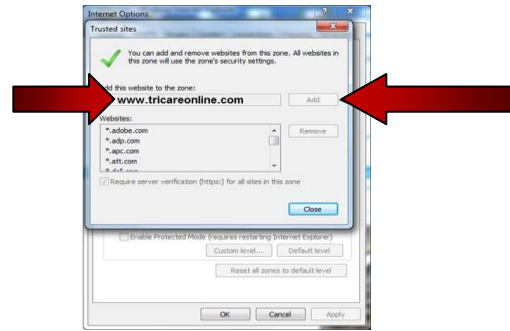 Internet Options
Trusted sites
You can add and remove websites from this zone. All websites in
this zone will use the zone's security settings.
Add this website to the zone:
www.tricareonline.com
Add
Websites:
*.adobe.com
Remove
*.adp.com
*.apc.com
*.att.com
Require server verification (https:) for all sites in this zone
Close
Enable Protected Mode (requires restarting Internet Explorer)
Custom level...
Default level
Reset all zones to default level
OK
Cancel
Apply